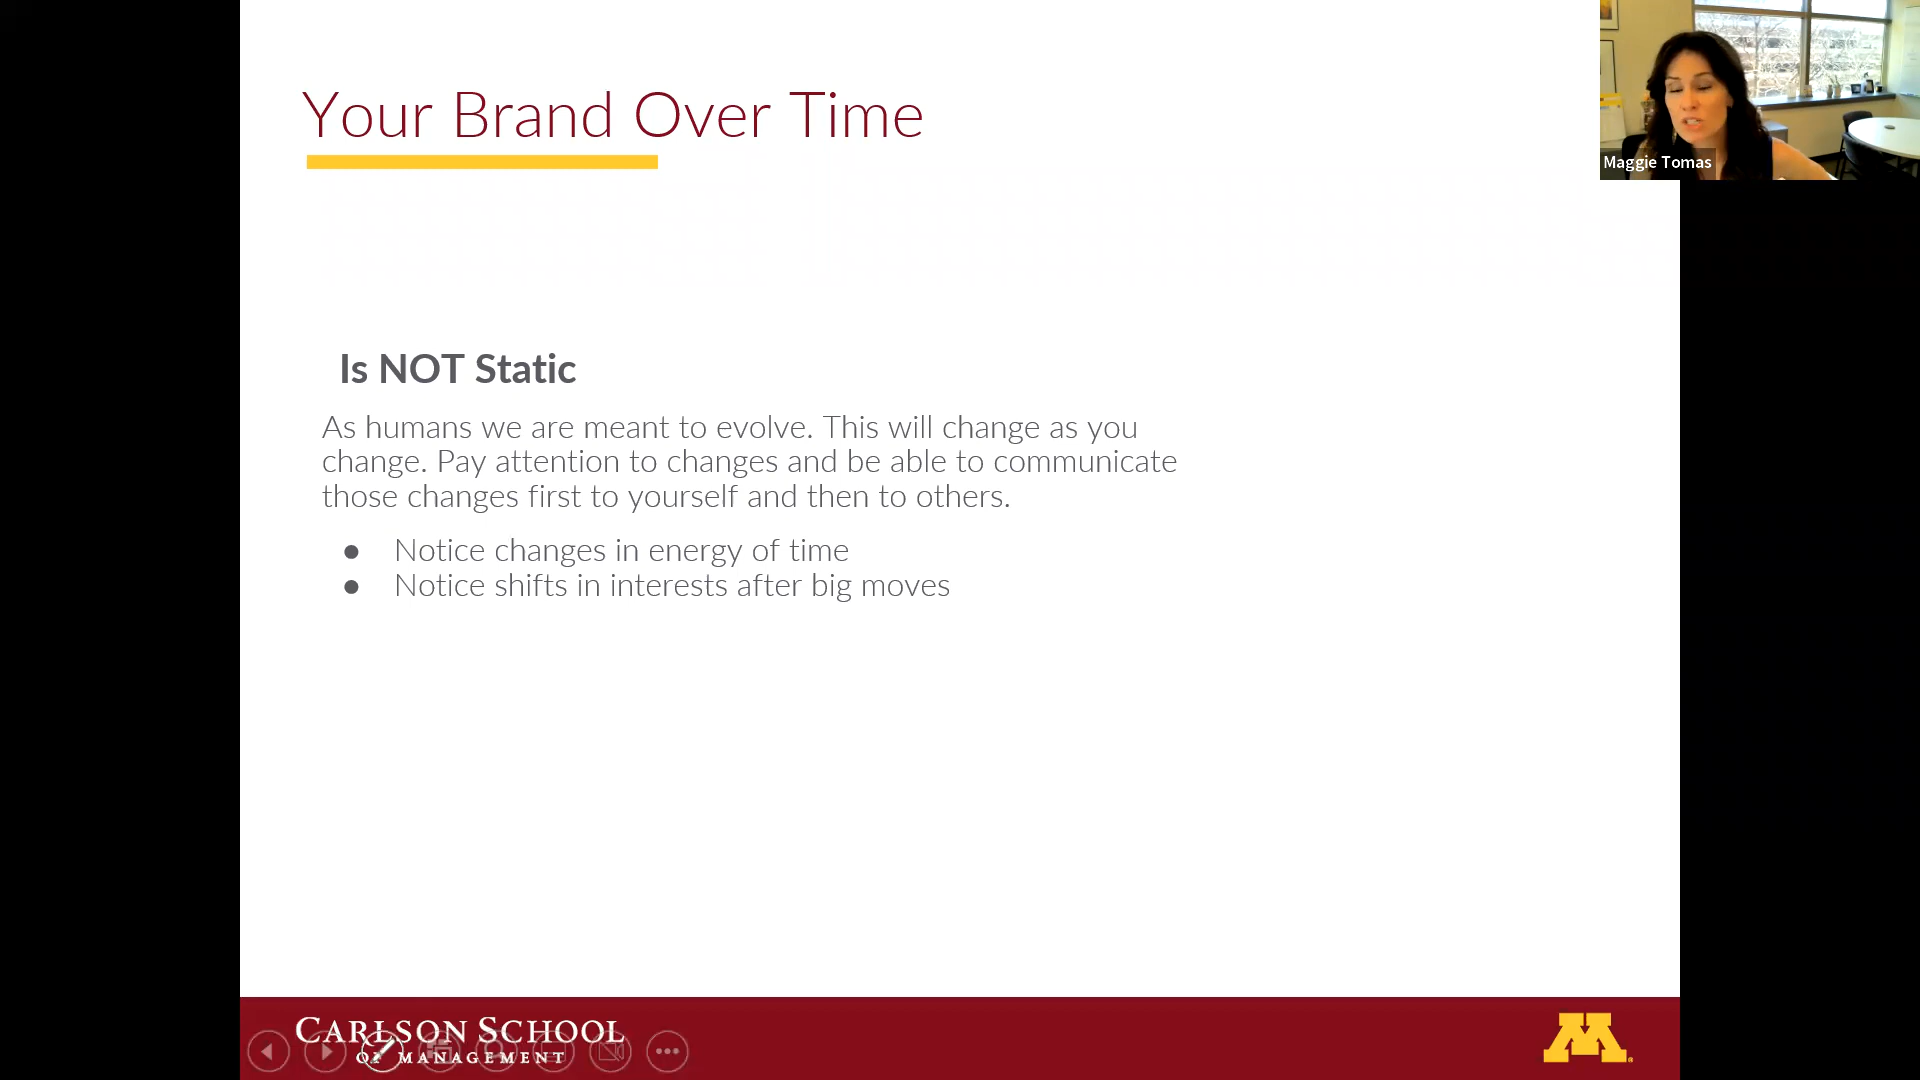 Your Brand Over Time
Maggie Tomas
Is NOT Static
As humans we are meant to evolve. This will change as you
change. Pay attention to changes and be able to communicate
those changes first to yourself and then to others.
● Notice changes in energy of time
● Notice shifts in interests after big moves
CARLSON SCHOOL
OF MANAGEMENT
M